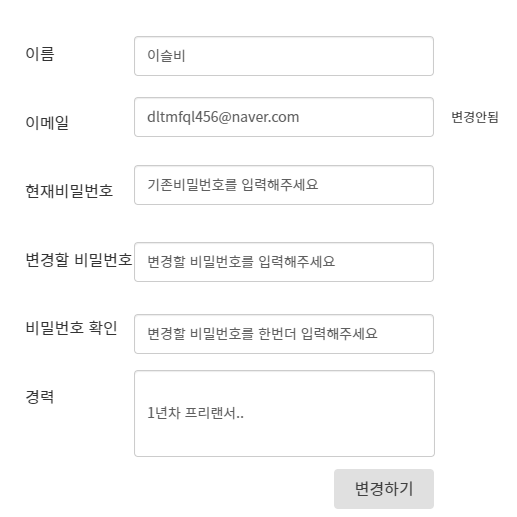 이름
이슬비
이메일
dltmfql456@naver.com
변경안됨
현재비밀번호
기존비밀번호를 입력해주세요
변경할 비밀번호
변경할 비밀번호를 입력해주세요
비밀번호 확인
변경할 비밀번호를 한번더 입력해주세요
경력
1년차 프리랜서..
변경하기